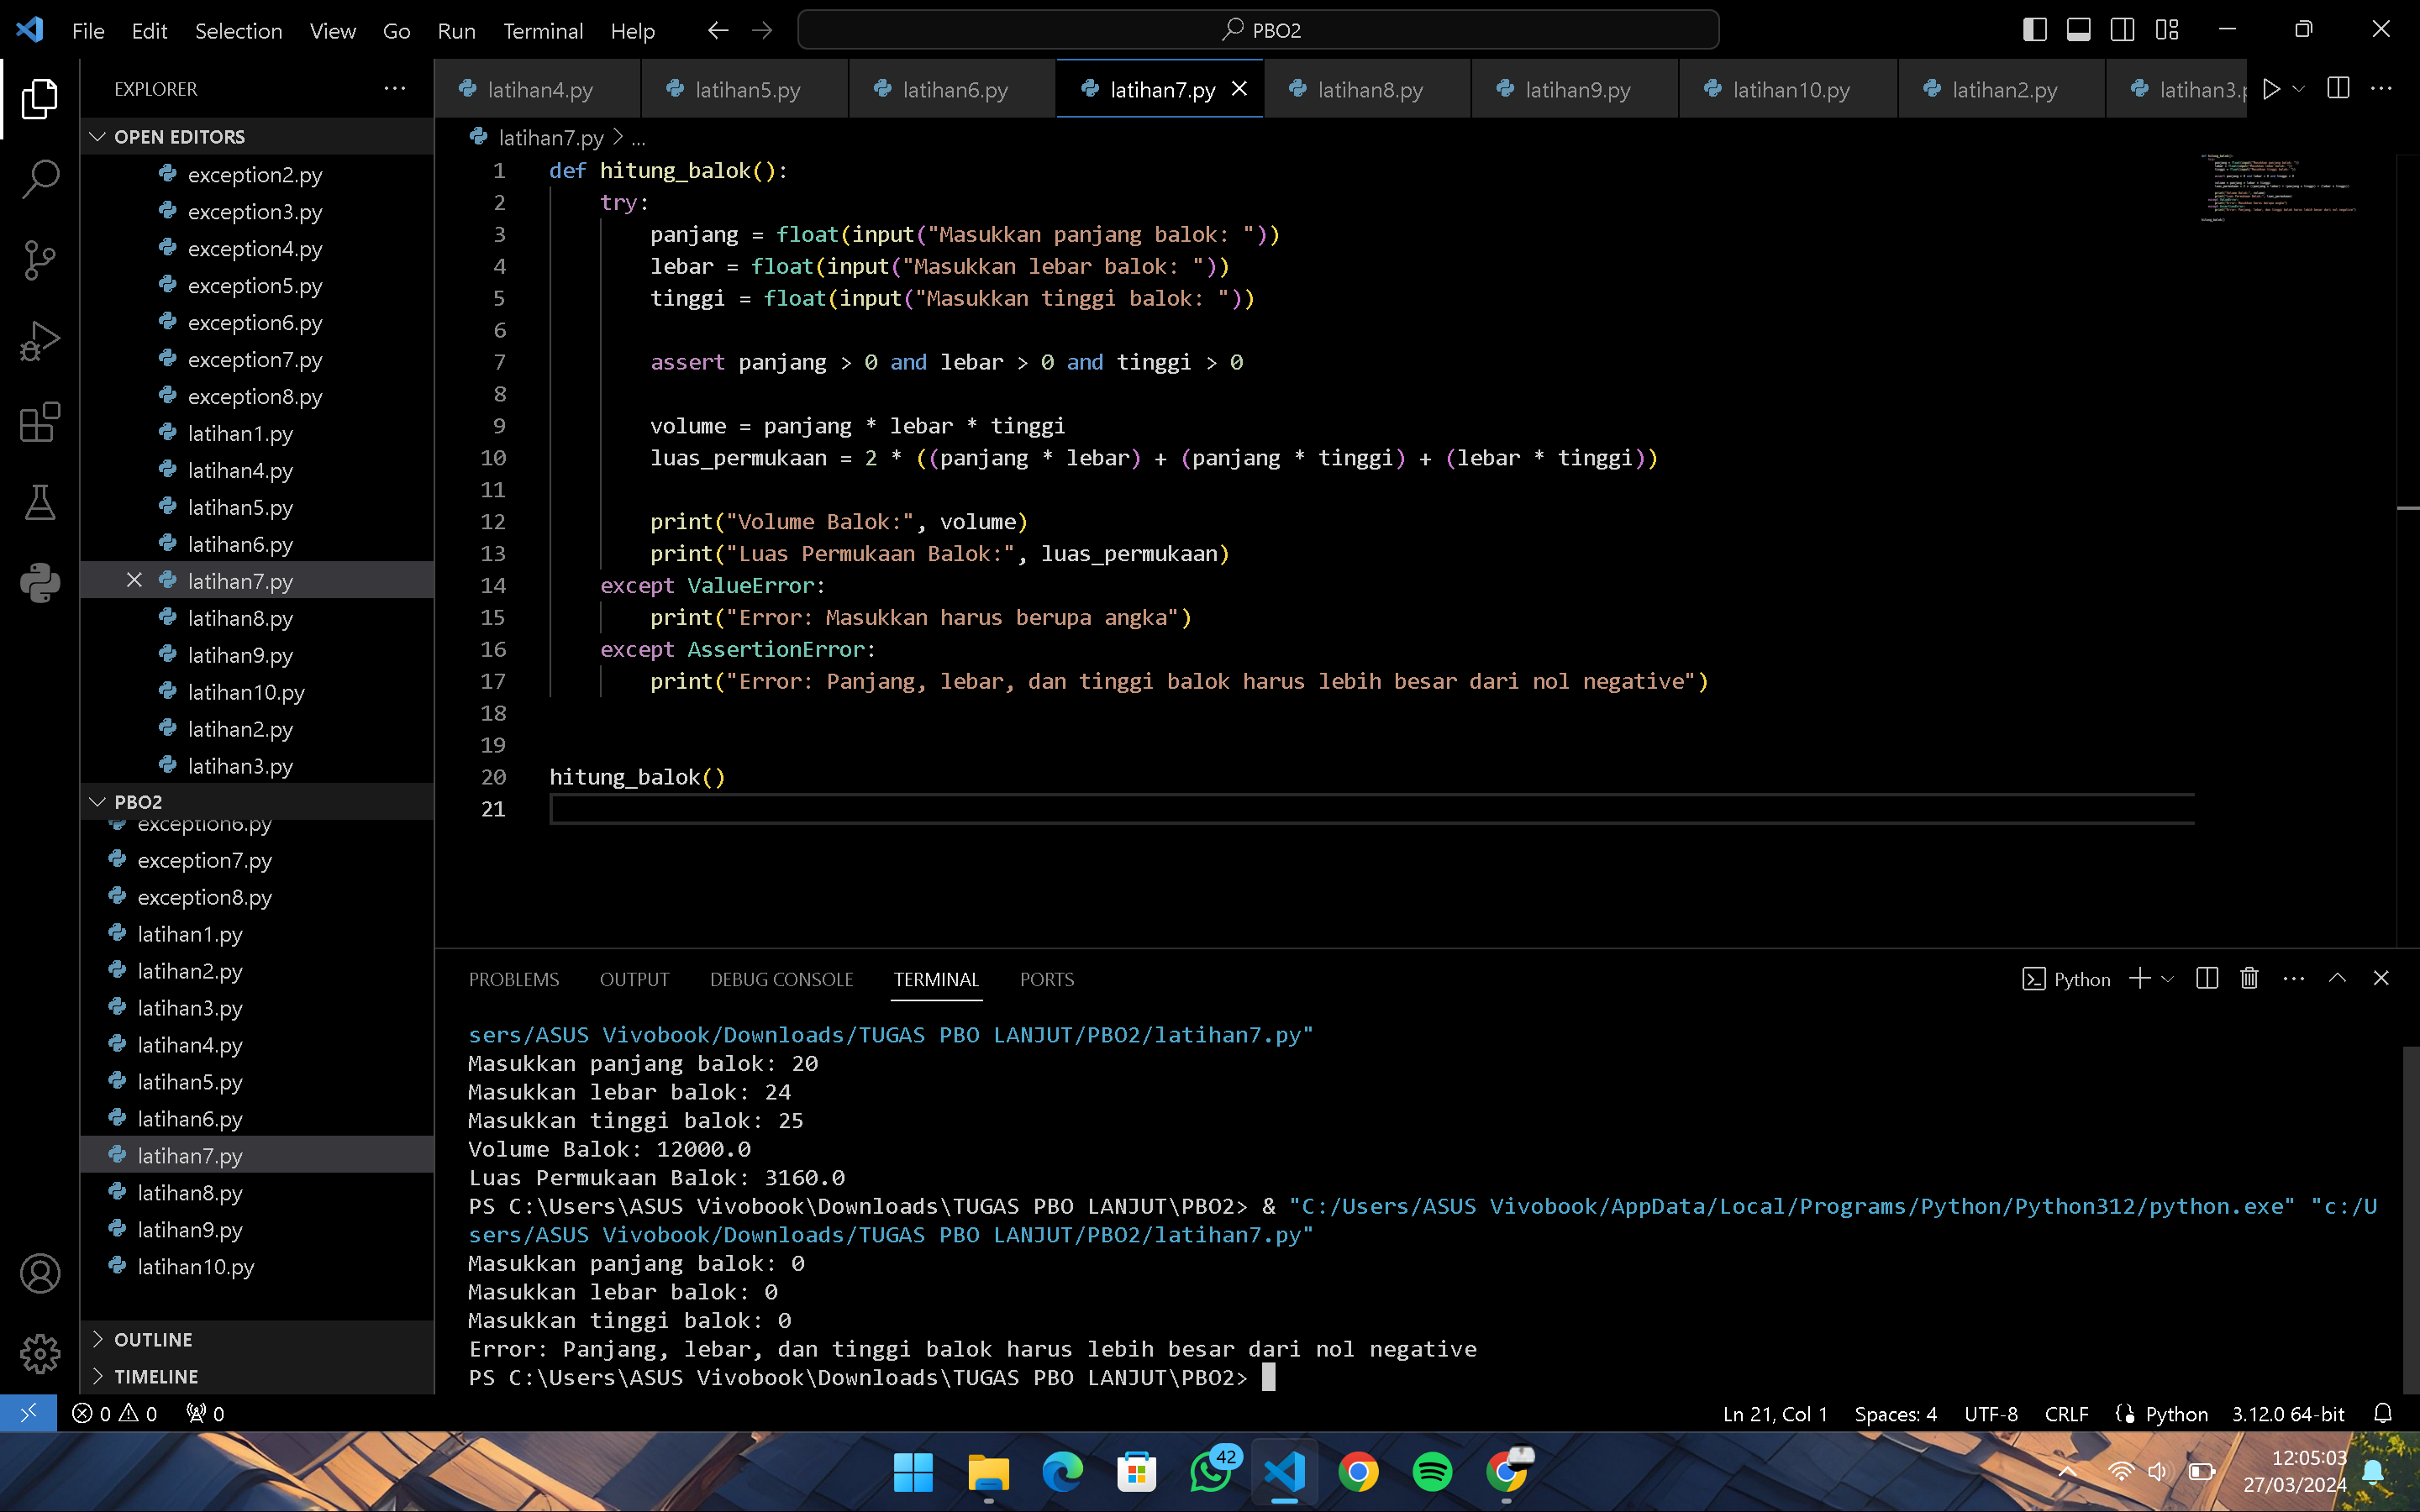 File Edit Selection View Go Run Terminal Help
PBO2
EXPLORER
OPEN EDITORS
exception2.py
exception3.py
exception4.py
exception5.py
exception6.py
exception7.py
exception8.py
latihan1.py
latihan4.py
latihan5.py
latihan6.py
latihan7.py
latihan8.py
latihan9.py
latihan10.py
latihan2.py
latihan3.py
PBO2
exception6.py
exception7.py
exception8.py
latihan1.py
latihan2.py
latihan3.py
latihan4.py
latihan5.py
latihan6.py
latihan7.py
latihan8.py
latihan9.py
latihan10.py
OUTLINE
TIMELINE
latihan4.py latihan5.py latihan6.py latihan7.py latihan8.py latihan9.py latihan10.py latihan2.py latihan3.p
latihan7.py > ...
1 def hitung_balok():
2 try:
3 panjang = float(input("Masukkan panjang balok: "))
4 lebar = float(input("Masukkan lebar balok: "))
5 tinggi = float(input("Masukkan tinggi balok: "))
6
7 assert panjang > 0 and lebar > 0 and tinggi > 0
8
9 volume = panjang * lebar * tinggi
10 luas_permukaan = 2 * ((panjang * lebar) + (panjang * tinggi) + (lebar * tinggi))
11
12 print("Volume Balok:", volume)
13 print("Luas Permukaan Balok:", luas_permukaan)
14 except ValueError:
15 print("Error: Masukkan harus berupa angka")
16 except AssertionError:
17 print("Error: Panjang, lebar, dan tinggi balok harus lebih besar dari nol negative")
18
19
20 hitung_balok()
21
PROBLEMS OUTPUT DEBUG CONSOLE TERMINAL PORTS
Python
sers/ASUS Vivobook/Downloads/TUGAS PBO LANJUT/PBO2/latihan7.py"
Masukkan panjang balok: 20
Masukkan lebar balok: 24
Masukkan tinggi balok: 25
Volume Balok: 12000.0
Luas Permukaan Balok: 3160.0
PS C:\Users\ASUS Vivobook\Downloads\TUGAS PBO LANJUT\PBO2> & "C:/Users/ASUS Vivobook/AppData/Local/Programs/Python/Python312/python.exe" "c:/U
sers/ASUS Vivobook/Downloads/TUGAS PBO LANJUT/PBO2/latihan7.py"
Masukkan panjang balok: 0
Masukkan lebar balok: 0
Masukkan tinggi balok: 0
Error: Panjang, lebar, dan tinggi balok harus lebih besar dari nol negative
PS C:\Users\ASUS Vivobook\Downloads\TUGAS PBO LANJUT\PBO2>
0 0 0
Ln 21, Col 1 Spaces: 4 UTF-8 CRLF Python 3.12.0 64-bit
42
12:05:03
27/03/2024